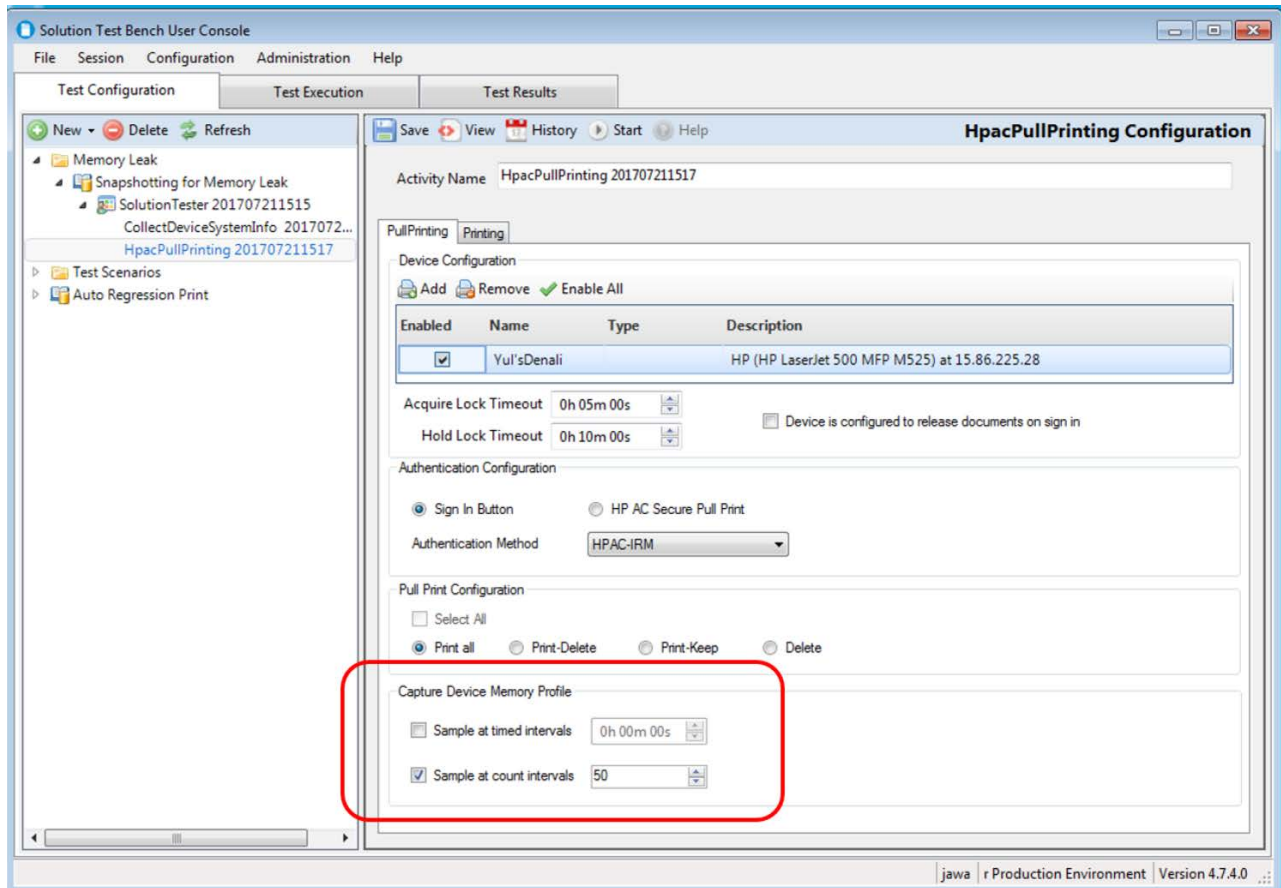 Solution Test Bench User Console
File Session Configuration Administration Help
Test Configuration Test Execution Test Results
New Delete Refresh
Save View History Start Help HpacPullPrinting Configuration
Memory Leak
Snapshotting for Memory Leak
SolutionTester 201707211515
CollectDeviceSystemInfo 2017072...
HpacPullPrinting 201707211517
Test Scenarios
Auto Regression Print
Activity Name HpacPullPrinting 201707211517
PullPrinting Printing
Device Configuration
Add Remove Enable All
Enabled Name Type Description
Yul'sDenali HP (HP LaserJet 500 MFP M525) at 15.86.225.28
Acquire Lock Timeout 0h 05m 00s
Device is configured to release documents on sign in
Hold Lock Timeout 0h 10m 00s
Authentication Configuration
Sign In Button HP AC Secure Pull Print
Authentication Method HPAC-IRM
Pull Print Configuration
Select All
Print all Print-Delete Print-Keep Delete
Capture Device Memory Profile
Sample at timed intervals 0h 00m 00s
Sample at count intervals 50
jawa r Production Environment Version 4.7.4.0